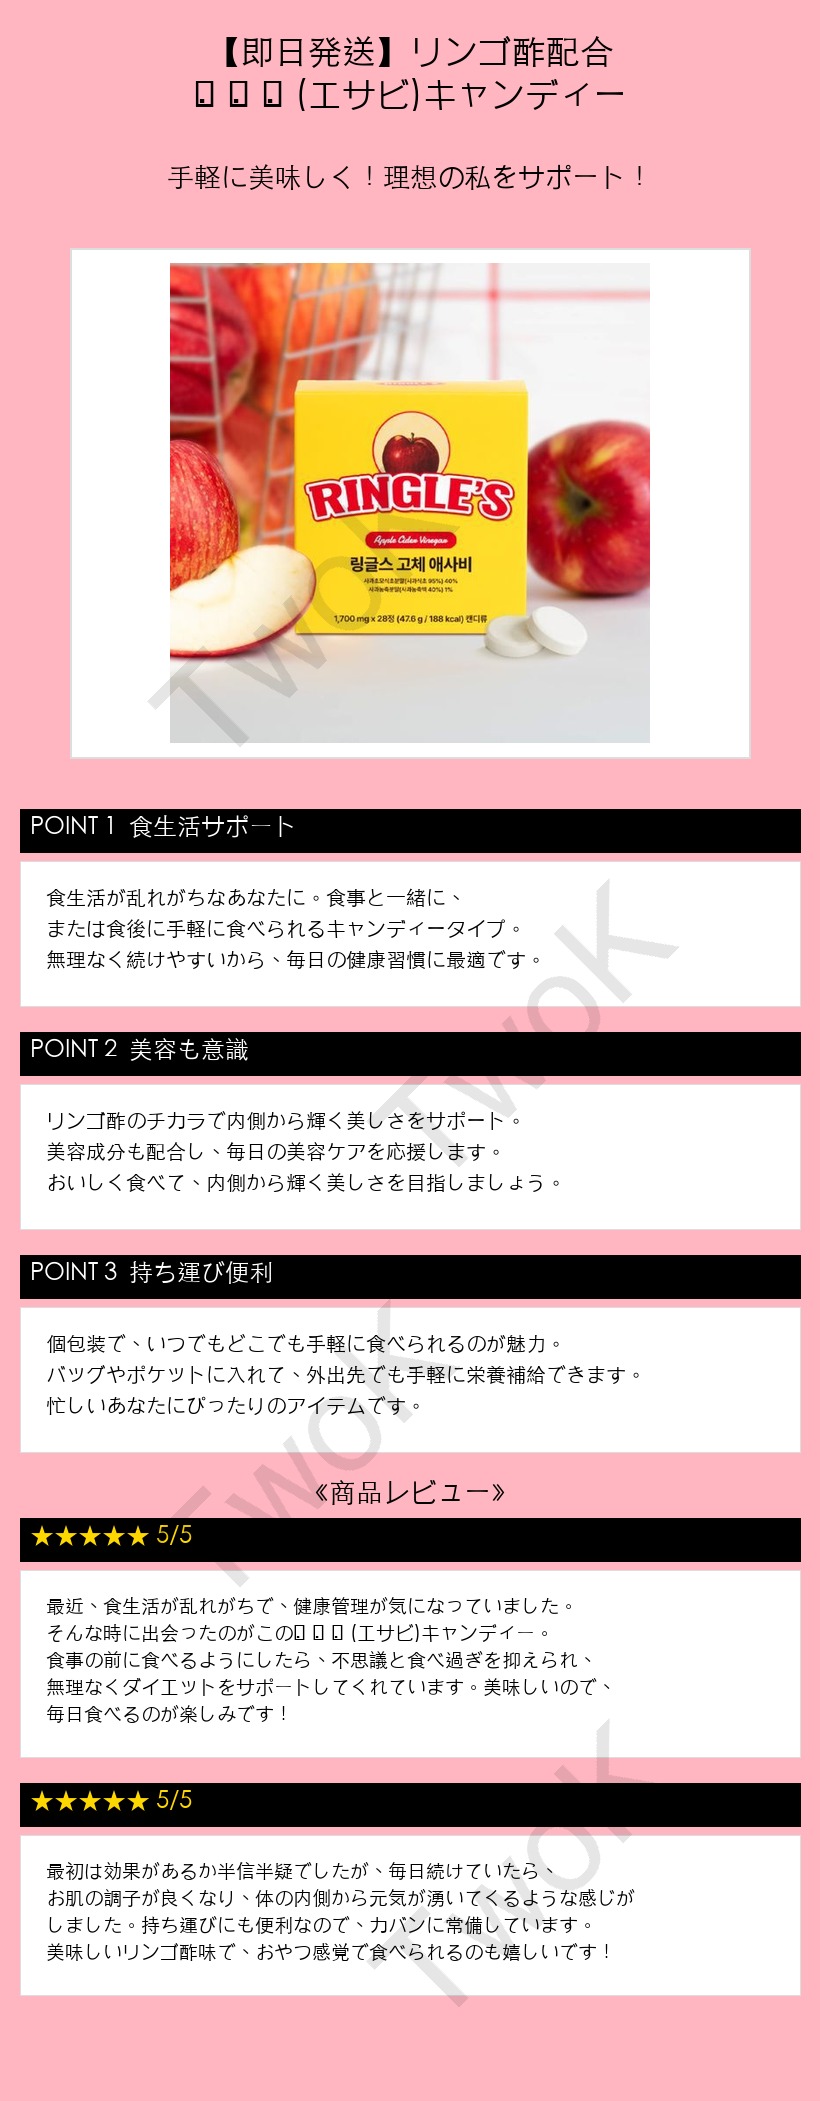 【即日発送】リンゴ酢配合
(エサビ)キャンディー
手軽に美味しく！理想の私をサポート！
RINGLE'S
Apple Cider Vinegar
링글스 고체 애사비
사과초모식초분말(사과식초 95%) 40%
사과농축분말(사과농축액 40%) 1%
1,700 mg x 28정 (47.6 g / 188 kcal) 캔디류
TwoK
POINT 1 食生活サポート
食生活が乱れがちなあなたに。食事と一緒に、
または食後に手軽に食べられるキャンディータイプ。
無理なく続けやすいから、毎日の健康習慣に最適です。
TwoK
POINT 2 美容も意識
リンゴ酢のチカラで内側から輝く美しさをサポート。
美容成分も配合し、毎日の美容ケアを応援します。
おいしく食べて、内側から輝く美しさを目指しましょう。
POINT 3 持ち運び便利
個包装で、いつでもどこでも手軽に食べられるのが魅力。
バッグやポケットに入れて、外出先でも手軽に栄養補給できます。
忙しいあなたにぴったりのアイテムです。
TwoK
《商品レビュー》
★★★★★ 5/5
最近、食生活が乱れがちで、健康管理が気になっていました。
そんな時に出会ったのがこの (エサビ)キャンディー。
食事の前に食べるようにしたら、不思議と食べ過ぎを抑えられ、
無理なくダイエットをサポートしてくれています。美味しいので、
毎日食べるのが楽しみです！
★★★★★ 5/5
最初は効果があるか半信半疑でしたが、毎日続けていたら、
お肌の調子が良くなり、体の内側から元気が湧いてくるような感じが
しました。持ち運びにも便利なので、カバンに常備しています。
美味しいリンゴ酢味で、おやつ感覚で食べられるのも嬉しいです！
TwoK